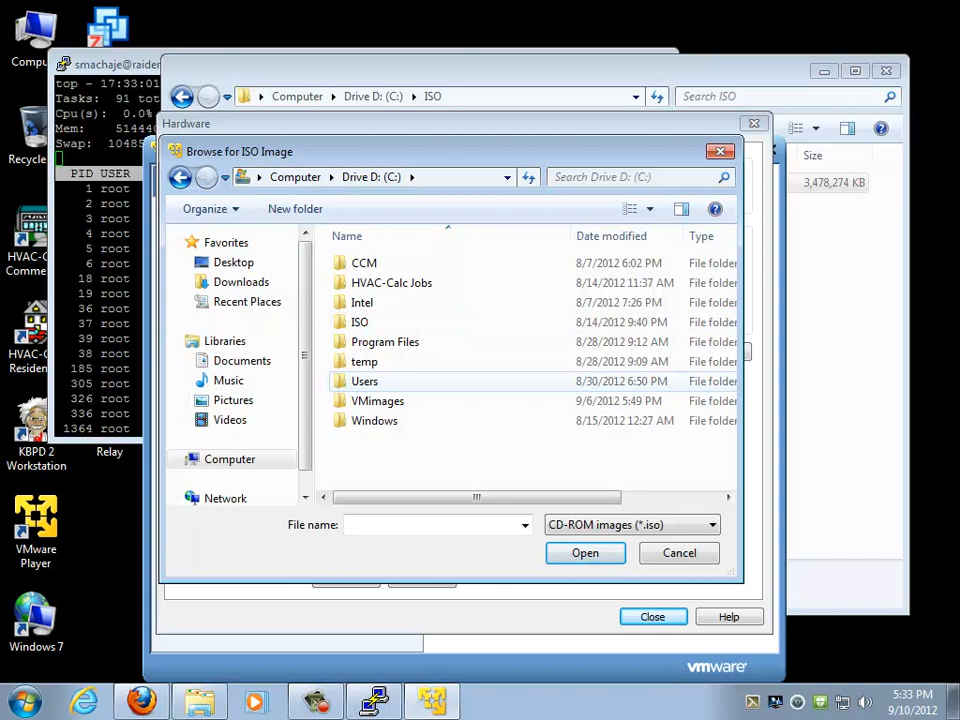 Compu
Recycle
HVAC-C
Comme
HVAC-C
Residen
KBPD 2
Workstation
Relay
VMware
Player
Windows 7
smachaje@raider
top - 17:33:01
Tasks: 91 tot
Cpu(s): 0.0%
Mem: 51440
Swap: 10485
PID USER
1 root
2 root
3 root
4 root
5 root
6 root
18 root
19 root
36 root
37 root
39 root
38 root
185 root
305 root
326 root
336 root
1364 root
Computer Drive D: (C:) ISO
Search ISO
Size
3,478,274 KB
Hardware
Browse for ISO Image
Computer Drive D: (C:)
Search Drive D: (C:)
Organize New folder
Favorites
Desktop
Downloads
Recent Places
Libraries
Documents
Music
Pictures
Videos
Computer
Network
Name Date modified Type
CCM 8/7/2012 6:02 PM File folder
HVAC-Calc Jobs 8/14/2012 11:37 AM File folder
Intel 8/7/2012 7:26 PM File folder
ISO 8/14/2012 9:40 PM File folder
Program Files 8/28/2012 9:12 AM File folder
temp 8/28/2012 9:09 AM File folder
Users 8/30/2012 6:50 PM File folder
VMimages 9/6/2012 5:49 PM File folder
Windows 8/15/2012 12:27 AM File folder
File name: CD-ROM images (*.iso)
Open Cancel
Close Help
vmware
5:33 PM
9/10/2012